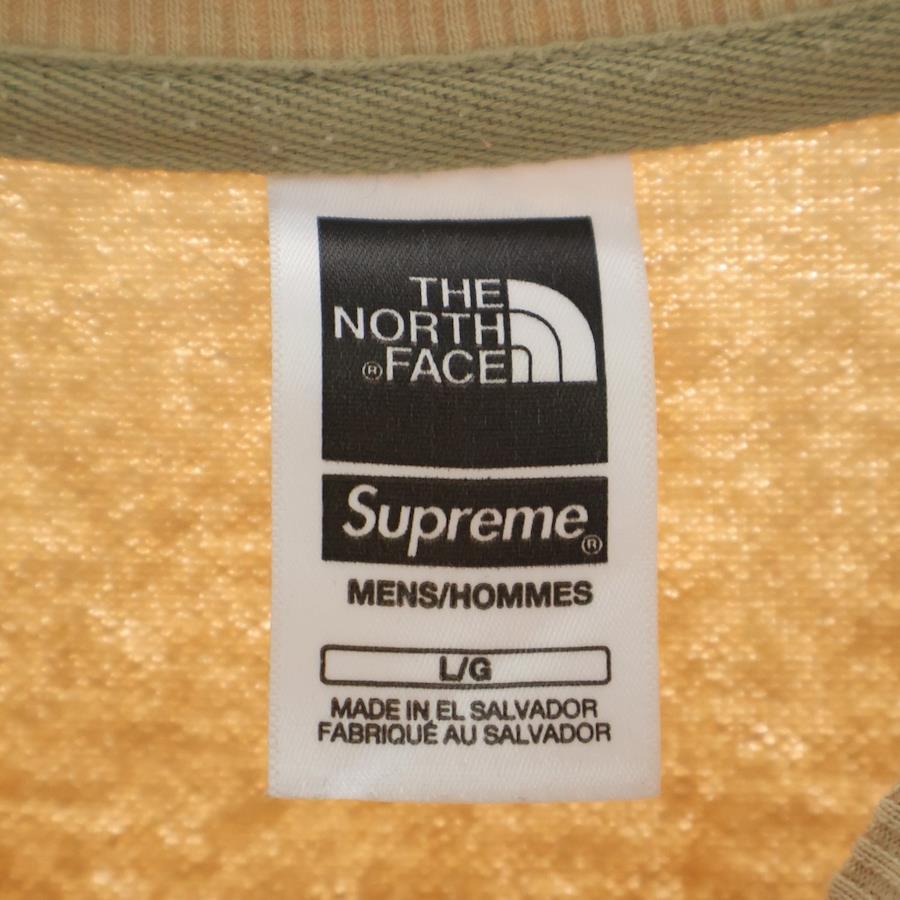 THE
NORTH
®FACE
Supreme®
MENS/HOMMES
L/G
MADE IN EL SALVADOR
FABRIQUÉ AU SALVADOR